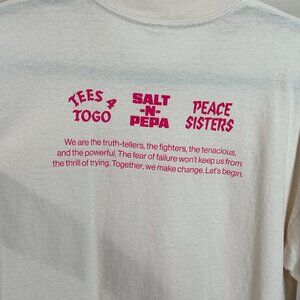 TEES 4 TOGO
SALT -N- PEPA
PEACE SISTERS
We are the truth-tellers, the fighters, the tenacious,
and the powerful. The fear of failure won't keep us from
the thrill of trying. Together, we make change. Let's begin.